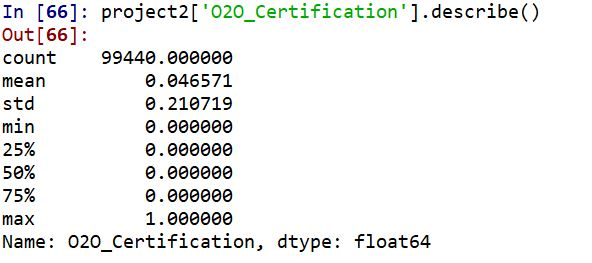 In [66]: project2['O2O_Certification'].describe()
Out[66]:
count    99440.000000
mean         0.046571
std          0.210719
min          0.000000
25%          0.000000
50%          0.000000
75%          0.000000
max          1.000000
Name: O2O_Certification, dtype: float64